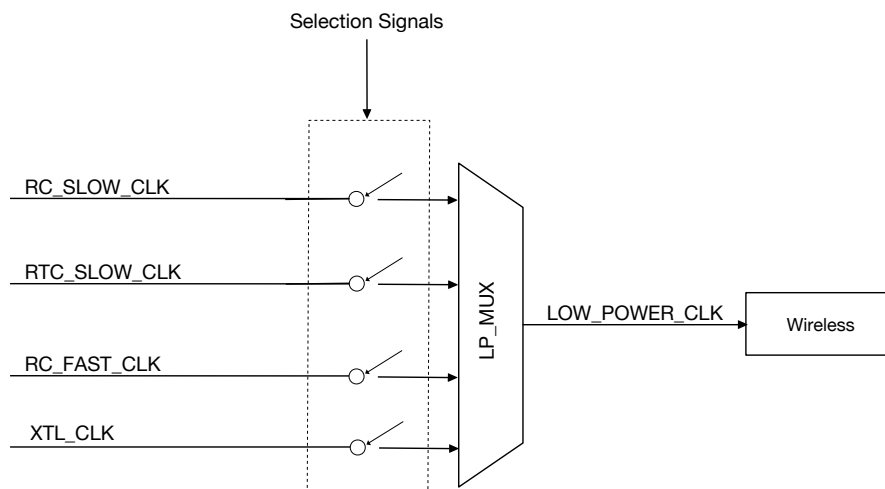 Selection Signals
RC_SLOW_CLK
RTC_SLOW_CLK
RC_FAST_CLK
XTL_CLK
LP_MUX
LOW_POWER_CLK
Wireless